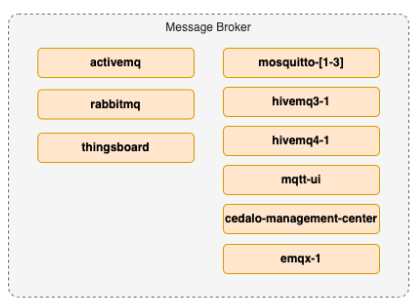 Message Broker
activemq
rabbitmq
thingsboard
mosquitto-[1-3]
hivemq3-1
hivemq4-1
mqtt-ui
cedalo-management-center
emqx-1